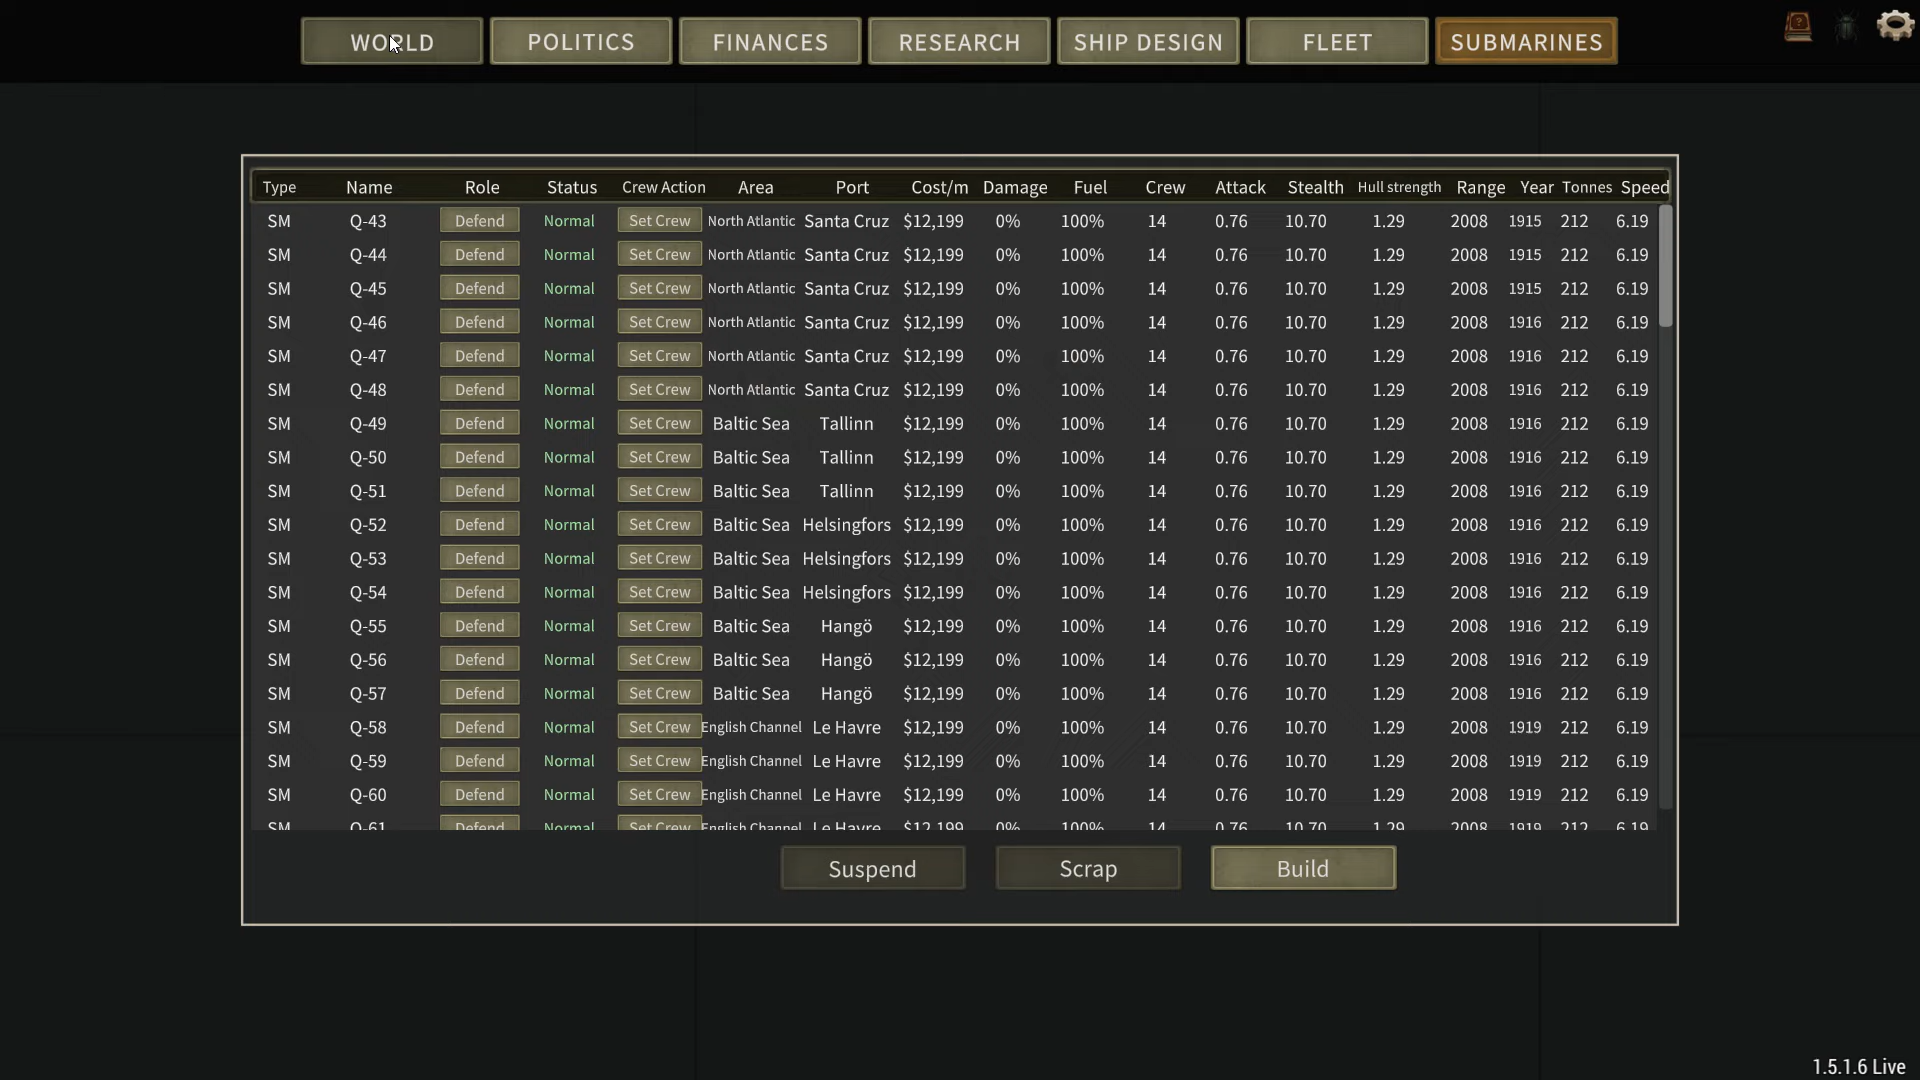 WORLD POLITICS FINANCES RESEARCH SHIP DESIGN FLEET SUBMARINES
Type Name Role Status Crew Action Area Port Cost/m Damage Fuel Crew Attack Stealth Hull strength Range Year Tonnes Speed
SM Q-43 Defend Normal Set Crew North Atlantic Santa Cruz $12,199 0% 100% 14 0.76 10.70 1.29 2008 1915 212 6.19
SM Q-44 Defend Normal Set Crew North Atlantic Santa Cruz $12,199 0% 100% 14 0.76 10.70 1.29 2008 1915 212 6.19
SM Q-45 Defend Normal Set Crew North Atlantic Santa Cruz $12,199 0% 100% 14 0.76 10.70 1.29 2008 1915 212 6.19
SM Q-46 Defend Normal Set Crew North Atlantic Santa Cruz $12,199 0% 100% 14 0.76 10.70 1.29 2008 1916 212 6.19
SM Q-47 Defend Normal Set Crew North Atlantic Santa Cruz $12,199 0% 100% 14 0.76 10.70 1.29 2008 1916 212 6.19
SM Q-48 Defend Normal Set Crew North Atlantic Santa Cruz $12,199 0% 100% 14 0.76 10.70 1.29 2008 1916 212 6.19
SM Q-49 Defend Normal Set Crew Baltic Sea Tallinn $12,199 0% 100% 14 0.76 10.70 1.29 2008 1916 212 6.19
SM Q-50 Defend Normal Set Crew Baltic Sea Tallinn $12,199 0% 100% 14 0.76 10.70 1.29 2008 1916 212 6.19
SM Q-51 Defend Normal Set Crew Baltic Sea Tallinn $12,199 0% 100% 14 0.76 10.70 1.29 2008 1916 212 6.19
SM Q-52 Defend Normal Set Crew Baltic Sea Helsingfors $12,199 0% 100% 14 0.76 10.70 1.29 2008 1916 212 6.19
SM Q-53 Defend Normal Set Crew Baltic Sea Helsingfors $12,199 0% 100% 14 0.76 10.70 1.29 2008 1916 212 6.19
SM Q-54 Defend Normal Set Crew Baltic Sea Helsingfors $12,199 0% 100% 14 0.76 10.70 1.29 2008 1916 212 6.19
SM Q-55 Defend Normal Set Crew Baltic Sea Hangö $12,199 0% 100% 14 0.76 10.70 1.29 2008 1916 212 6.19
SM Q-56 Defend Normal Set Crew Baltic Sea Hangö $12,199 0% 100% 14 0.76 10.70 1.29 2008 1916 212 6.19
SM Q-57 Defend Normal Set Crew Baltic Sea Hangö $12,199 0% 100% 14 0.76 10.70 1.29 2008 1916 212 6.19
SM Q-58 Defend Normal Set Crew English Channel Le Havre $12,199 0% 100% 14 0.76 10.70 1.29 2008 1919 212 6.19
SM Q-59 Defend Normal Set Crew English Channel Le Havre $12,199 0% 100% 14 0.76 10.70 1.29 2008 1919 212 6.19
SM Q-60 Defend Normal Set Crew English Channel Le Havre $12,199 0% 100% 14 0.76 10.70 1.29 2008 1919 212 6.19
SM Q-61 Defend Normal Set Crew English Channel Le Havre $12,199 0% 100% 14 0.76 10.70 1.29 2008 1919 212 6.19
Suspend Scrap Build
1.5.1.6 Live